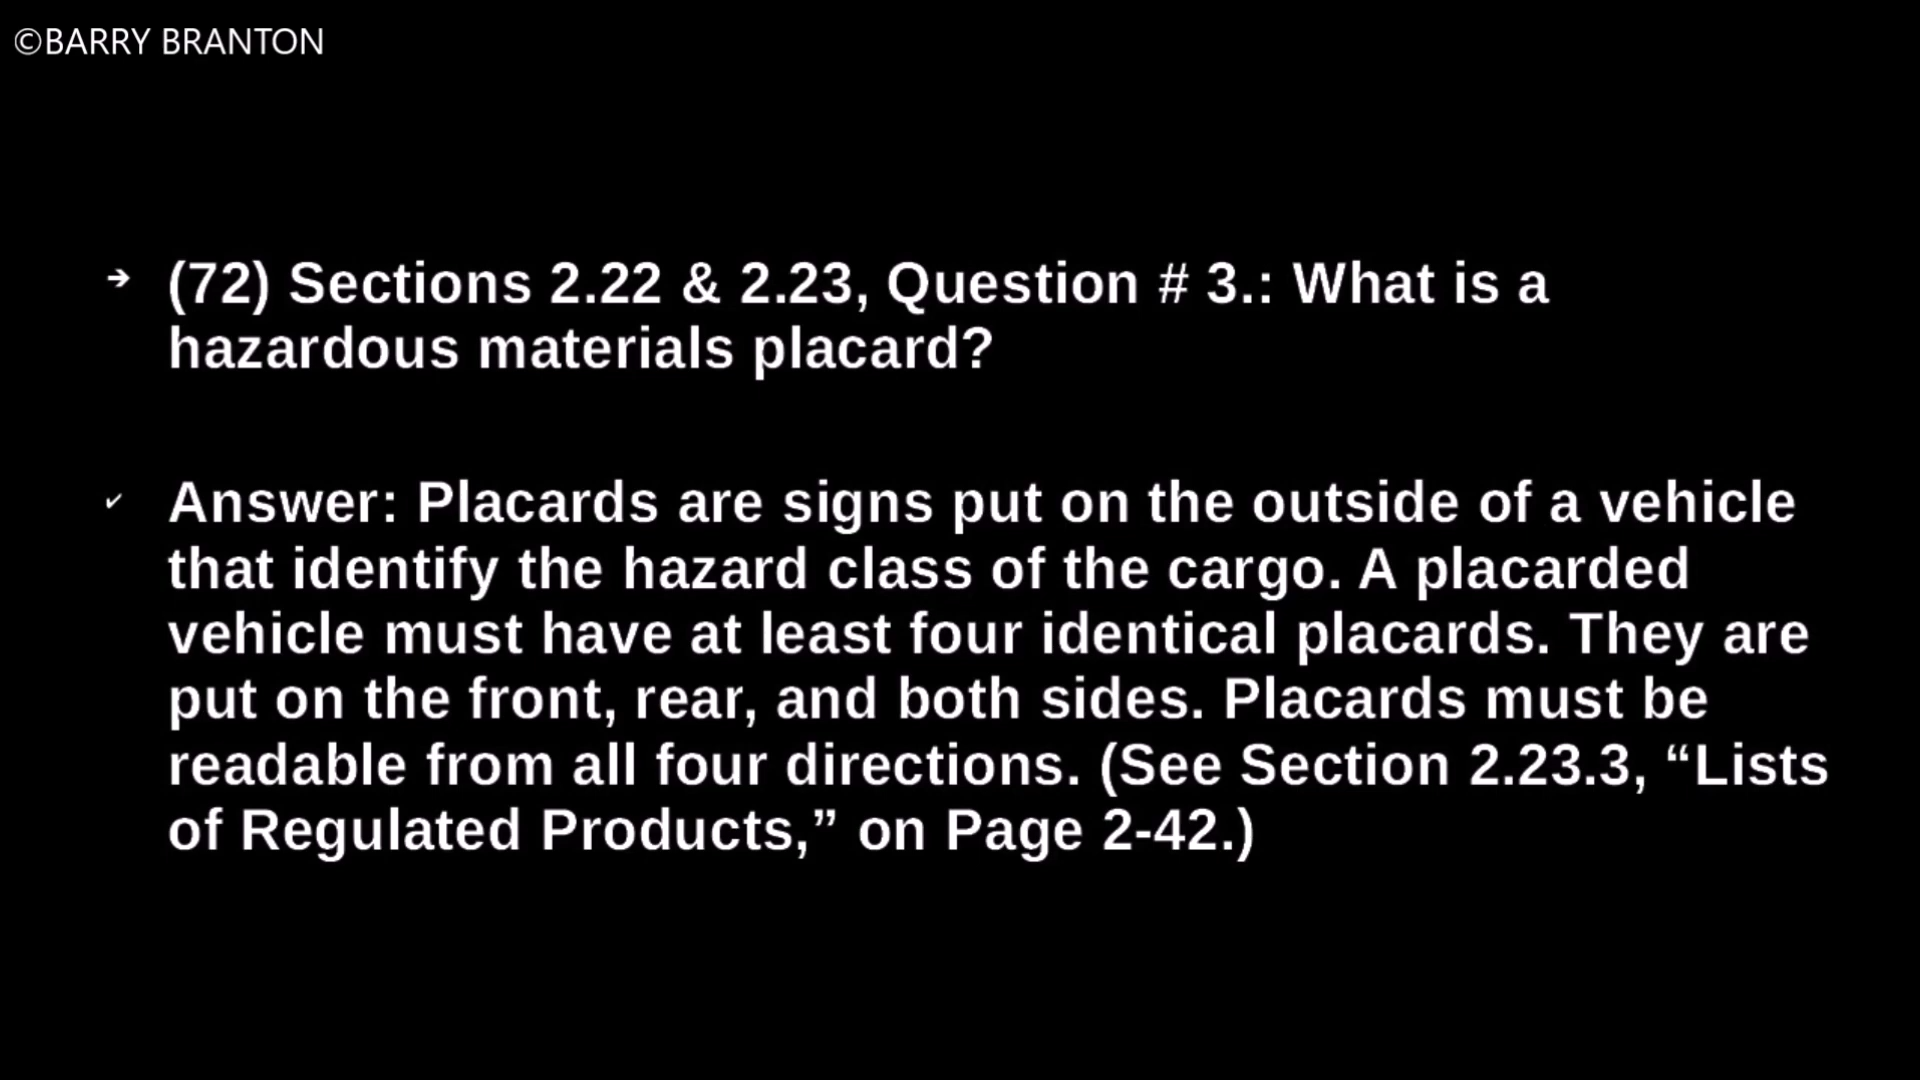 ©BARRY BRANTON
➔ (72) Sections 2.22 & 2.23, Question # 3.: What is a
hazardous materials placard?
✓ Answer: Placards are signs put on the outside of a vehicle
that identify the hazard class of the cargo. A placarded
vehicle must have at least four identical placards. They are
put on the front, rear, and both sides. Placards must be
readable from all four directions. (See Section 2.23.3, “Lists
of Regulated Products,” on Page 2-42.)